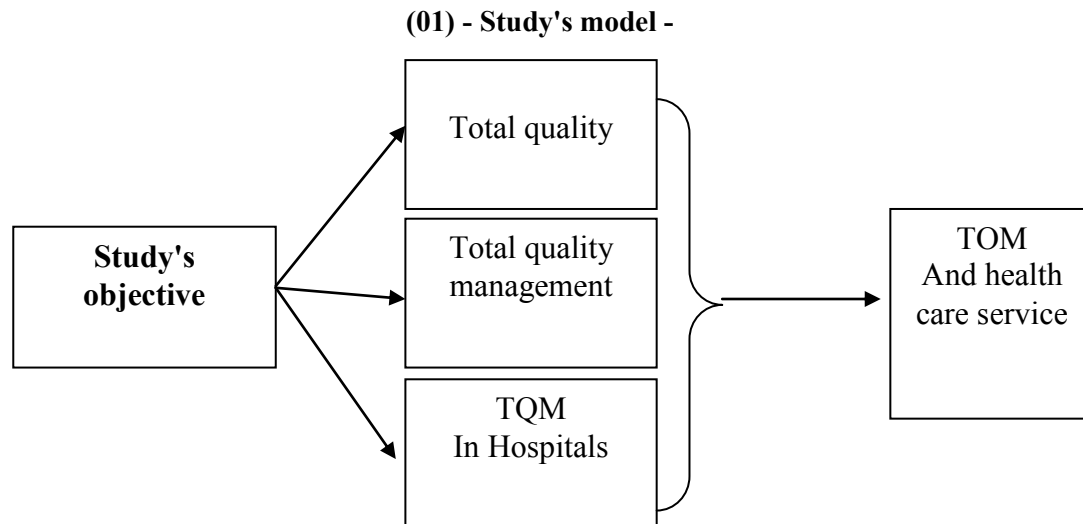 (01) - Study's model -
Study's
objective
Total quality
Total quality
management
TQM
In Hospitals
TOM
And health
care service